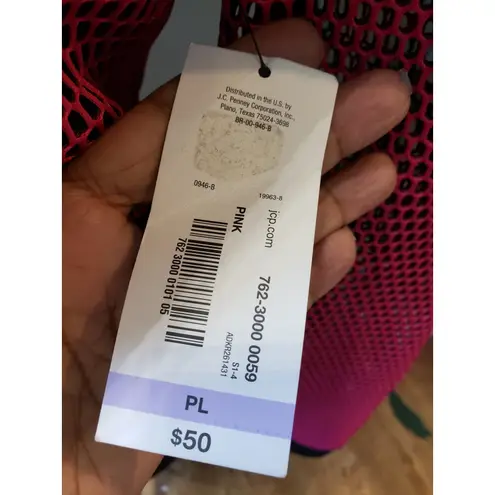 Distributed in the U.S. by
J.C. Penney Corporation, Inc.,
Plano, Texas 75024-3698
BR-00-946-B
0946-B
19963-8
jcp.com
PINK
762-3000 0059
762 3000 0101 05
S1-4
ADKR261431
PL
$50